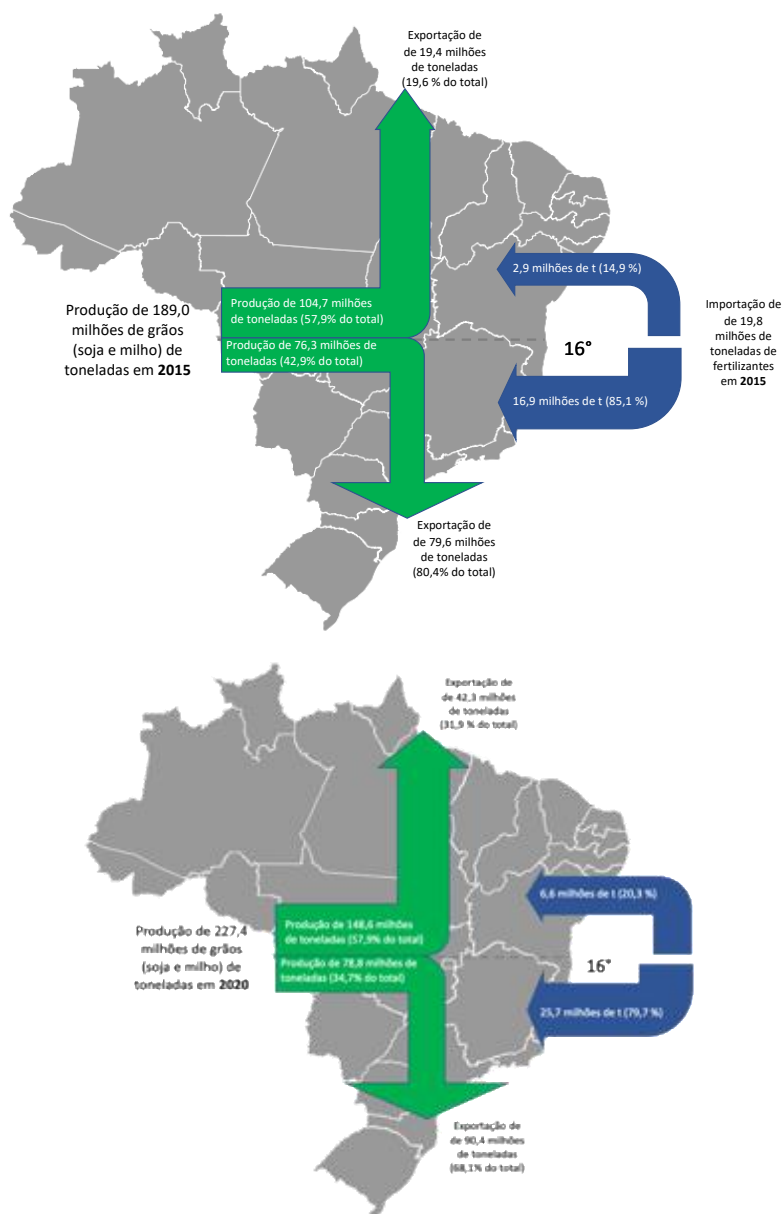 Exportação de
de 19,4 milhões
de toneladas
(19,6 % do total)
2,9 milhões de t (14,9 %)
Produção de 189,0
milhões de grãos
(soja e milho) de
toneladas em 2015
Produção de 104,7 milhões
de toneladas (57,9% do total)
Produção de 76,3 milhões de
toneladas (42,9% do total)
16°
Importação de
de 19,8
milhões de
toneladas de
fertilizantes
em 2015
16,9 milhões de t (85,1 %)
Exportação de
de 79,6 milhões
de toneladas
(80,4% do total)
Exportação de
de 42,3 milhões
de toneladas
(31,9 % do total)
6,6 milhões de t (20,3 %)
Produção de 227,4
milhões de grãos
(soja e milho) de
toneladas em 2020
Produção de 148,6 milhões
de toneladas (57,9% do total)
Produção de 78,8 milhões de
toneladas (34,7% do total)
16°
25,7 milhões de t (79,7 %)
Exportação de
de 90,4 milhões
de toneladas
(68,1% do total)